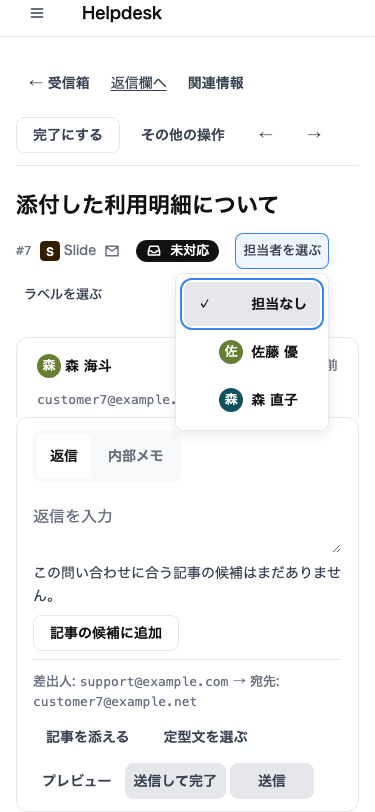 Helpdesk
← 受信箱 返信欄へ 関連情報
完了にする その他の操作 ← →
添付した利用明細について
#7 S Slide 未対応 担当者を選ぶ
ラベルを選ぶ
✓ 担当なし
佐 佐藤 優
森 森 直子
森 森 海斗 前
customer7@example.
返信 内部メモ
返信を入力
この問い合わせに合う記事の候補はまだありませ
ん。
記事の候補に追加
差出人: support@example.com → 宛先:
customer7@example.net
記事を添える 定型文を選ぶ
プレビュー 送信して完了 送信